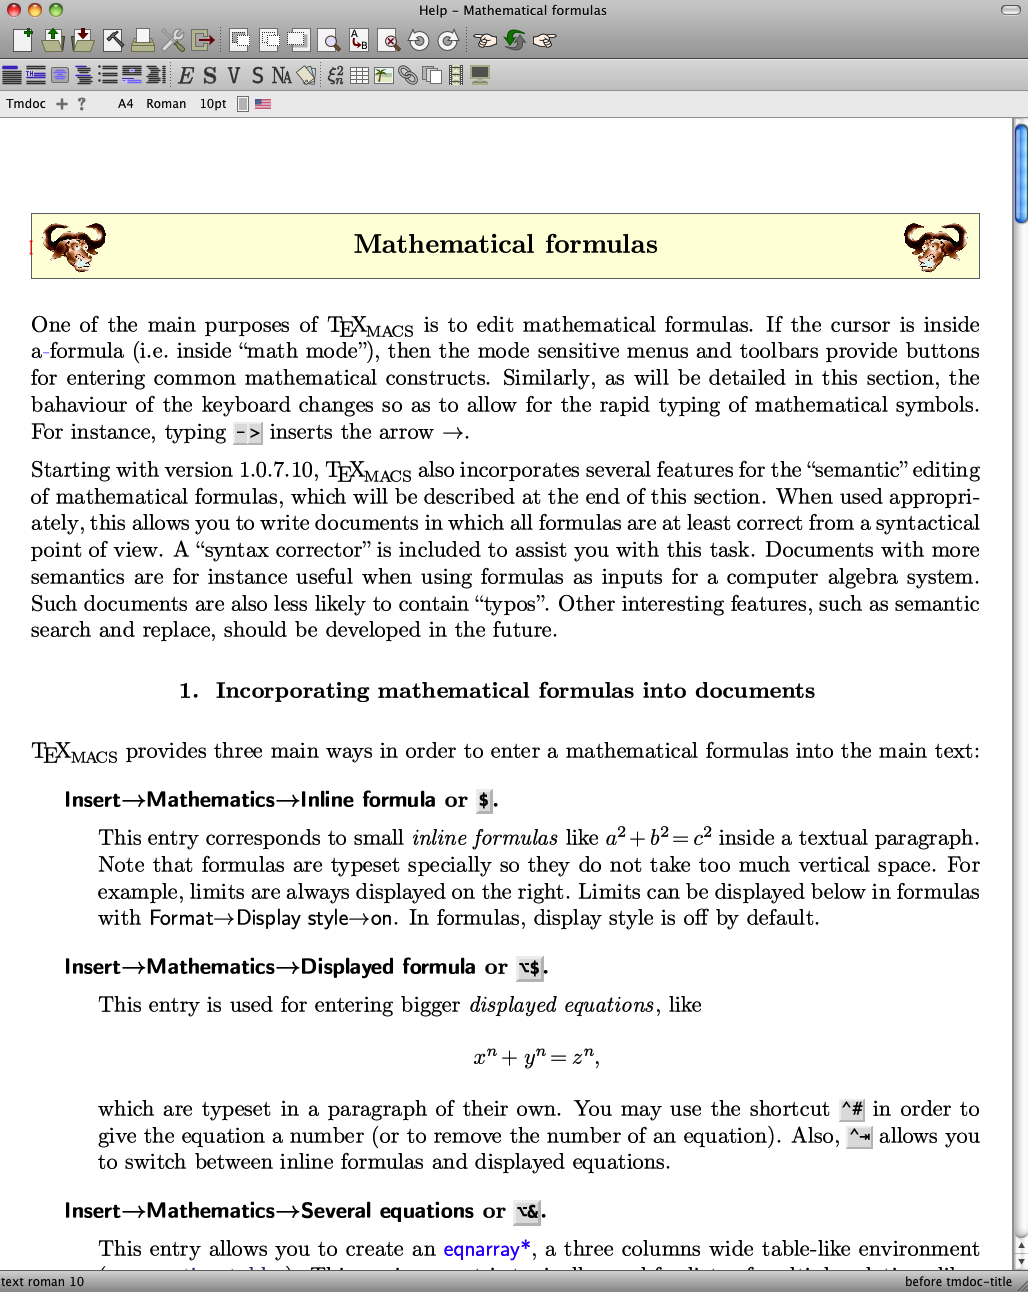 Help – Mathematical formulas
E S V S NA
Tmdoc + ? A4 Roman 10pt
Mathematical formulas
One of the main purposes of TEXMACS is to edit mathematical formulas. If the cursor is inside
a-formula (i.e. inside “math mode”), then the mode sensitive menus and toolbars provide buttons
for entering common mathematical constructs. Similarly, as will be detailed in this section, the
bahaviour of the keyboard changes so as to allow for the rapid typing of mathematical symbols.
For instance, typing -> inserts the arrow →.
Starting with version 1.0.7.10, TEXMACS also incorporates several features for the “semantic” editing
of mathematical formulas, which will be described at the end of this section. When used appropri-
ately, this allows you to write documents in which all formulas are at least correct from a syntactical
point of view. A “syntax corrector” is included to assist you with this task. Documents with more
semantics are for instance useful when using formulas as inputs for a computer algebra system.
Such documents are also less likely to contain “typos”. Other interesting features, such as semantic
search and replace, should be developed in the future.
1. Incorporating mathematical formulas into documents
TEXMACS provides three main ways in order to enter a mathematical formulas into the main text:
Insert→Mathematics→Inline formula or $.
This entry corresponds to small inline formulas like a² + b² = c² inside a textual paragraph.
Note that formulas are typeset specially so they do not take too much vertical space. For
example, limits are always displayed on the right. Limits can be displayed below in formulas
with Format→Display style→on. In formulas, display style is off by default.
Insert→Mathematics→Displayed formula or ⌥$.
This entry is used for entering bigger displayed equations, like
xⁿ + yⁿ = zⁿ,
which are typeset in a paragraph of their own. You may use the shortcut ^# in order to
give the equation a number (or to remove the number of an equation). Also, ^⇥ allows you
to switch between inline formulas and displayed equations.
Insert→Mathematics→Several equations or ⌥&.
This entry allows you to create an eqnarray*, a three columns wide table-like environment
text roman 10
before tmdoc-title